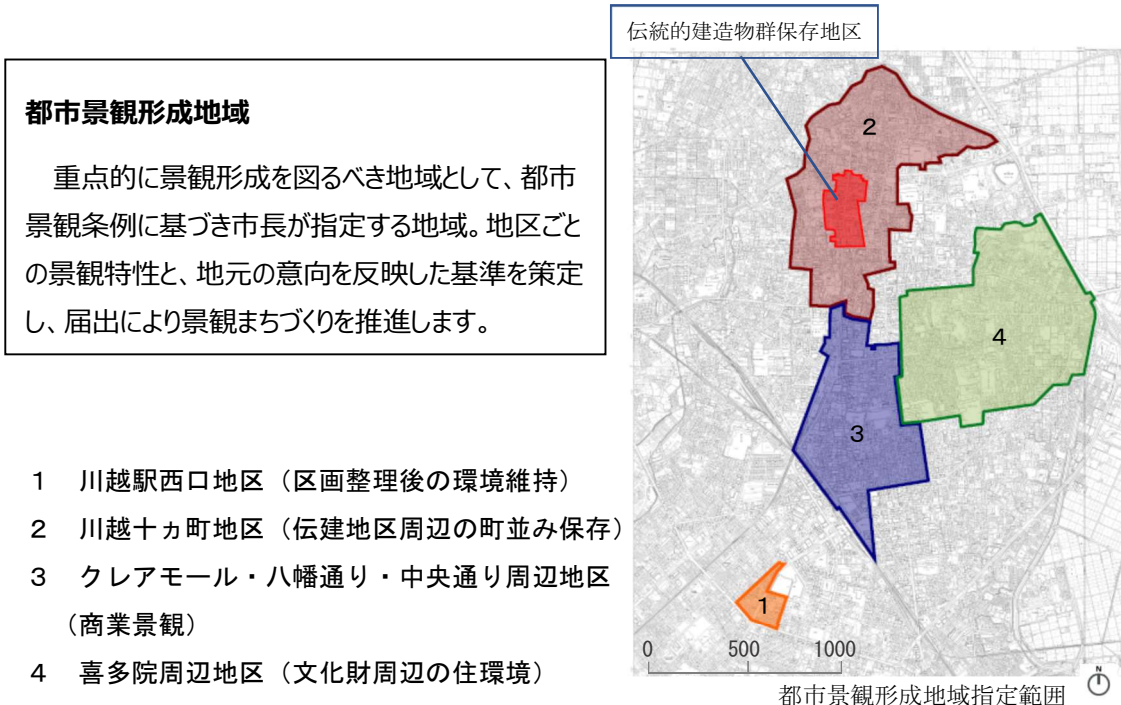 伝統的建造物群保存地区
都市景観形成地域
重点的に景観形成を図るべき地域として、都市
景観条例に基づき市長が指定する地域。地区ごと
の景観特性と、地元の意向を反映した基準を策定
し、届出により景観まちづくりを推進します。
1 川越駅西口地区（区画整理後の環境維持）
2 川越十ヵ町地区（伝建地区周辺の町並み保存）
3 クレアモール・八幡通り・中央通り周辺地区
（商業景観）
4 喜多院周辺地区（文化財周辺の住環境）
2
4
3
1
0 500 1000
都市景観形成地域指定範囲
N